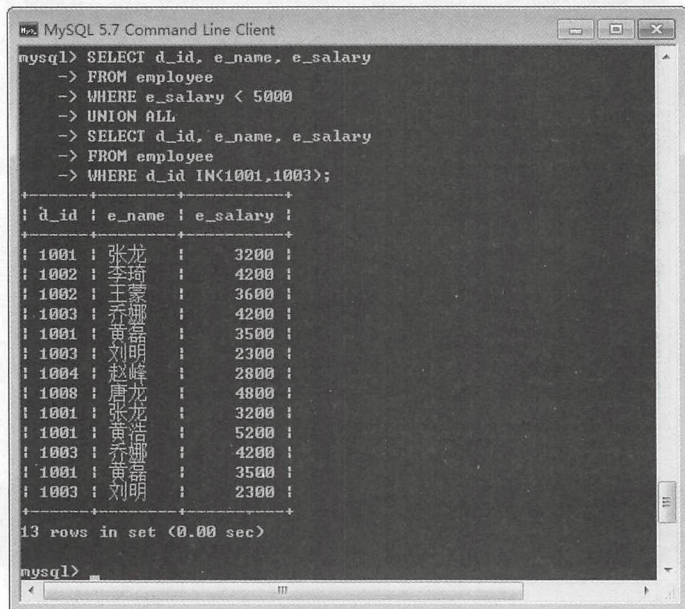 MySQL 5.7 Command Line Client
mysql> SELECT d_id, e_name, e_salary
    -> FROM employee
    -> WHERE e_salary < 5000
    -> UNION ALL
    -> SELECT d_id, e_name, e_salary
    -> FROM employee
    -> WHERE d_id IN(1001,1003);
+------+--------+----------+
| d_id | e_name | e_salary |
+------+--------+----------+
| 1001 | 张龙 | 3200 |
| 1002 | 李琦 | 4200 |
| 1002 | 王蒙 | 3600 |
| 1003 | 乔娜 | 4200 |
| 1001 | 黄磊 | 3500 |
| 1003 | 刘明 | 2300 |
| 1004 | 赵峰 | 2800 |
| 1008 | 唐龙 | 4800 |
| 1001 | 张龙 | 3200 |
| 1001 | 黄浩 | 5200 |
| 1003 | 乔娜 | 4200 |
| 1001 | 黄磊 | 3500 |
| 1003 | 刘明 | 2300 |
+------+--------+----------+
13 rows in set (0.00 sec)
mysql> _